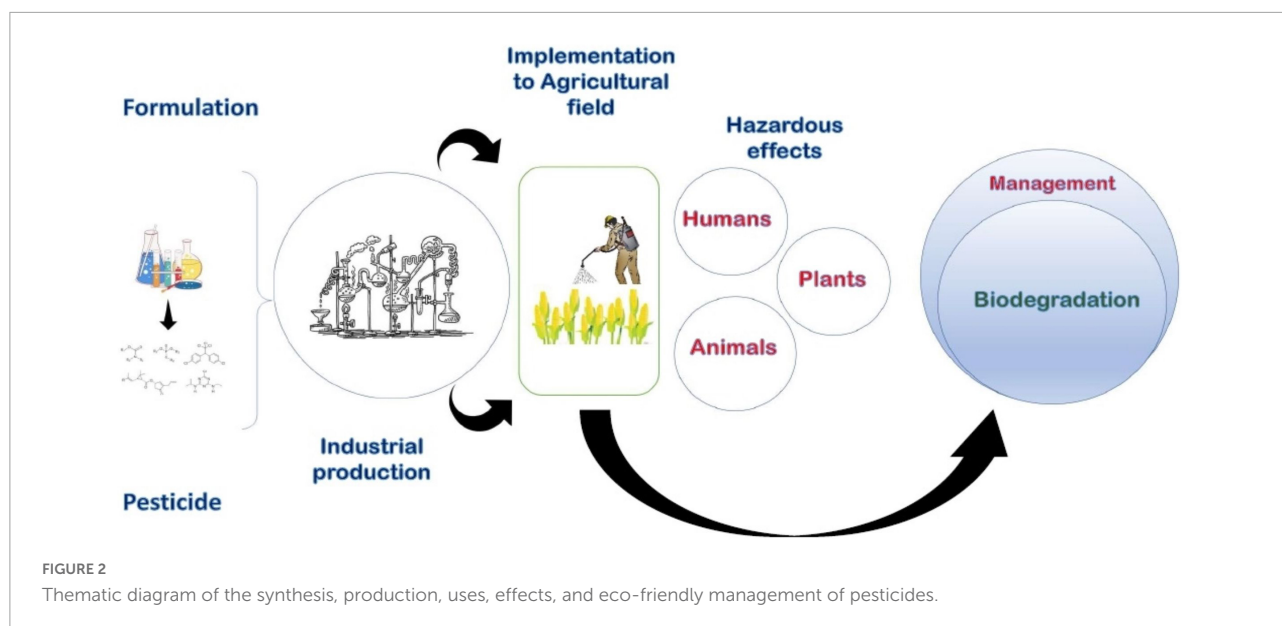 Formulation
Pesticide
Industrial
production
Implementation
to Agricultural
field
Hazardous
effects
Humans
Plants
Animals
Management
Biodegradation
FIGURE 2
Thematic diagram of the synthesis, production, uses, effects, and eco-friendly management of pesticides.